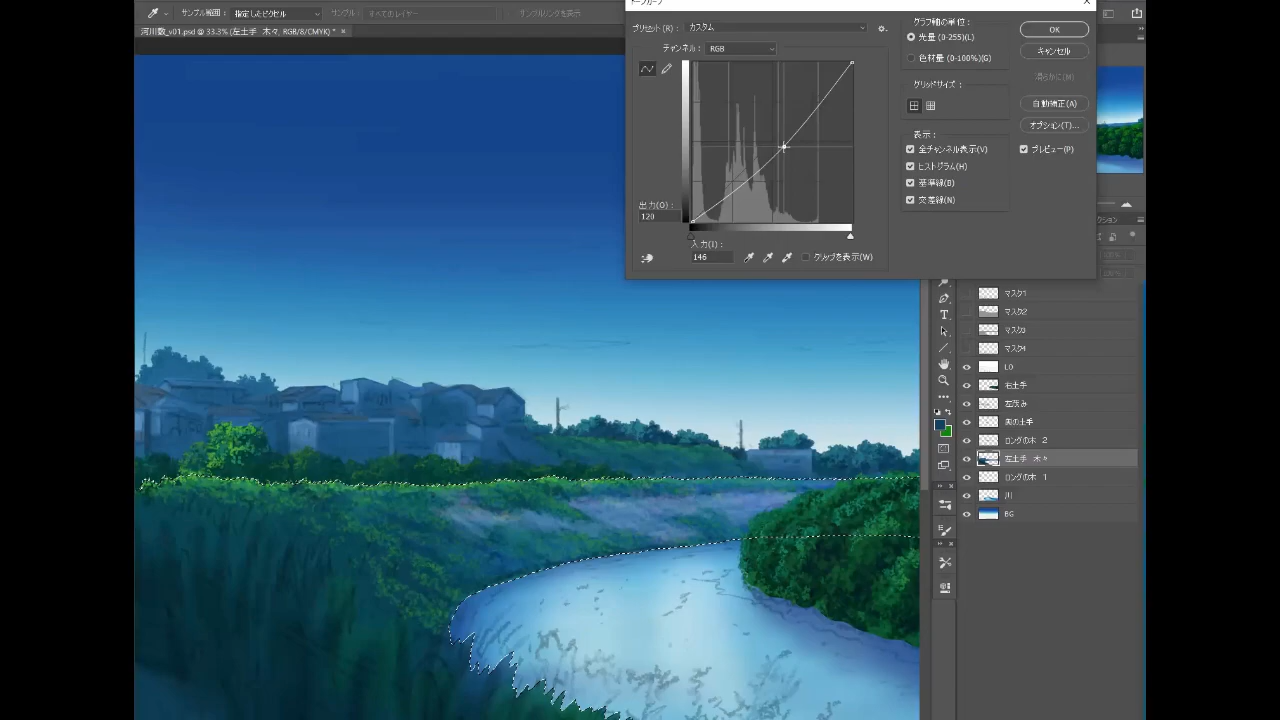 サンプル範囲： 指定したピクセル サンプル： すべてのレイヤー サンプルリングを表示
河川敷_v01.psd @ 33.3% (左土手　木々, RGB/8/CMYK) * ×
トーンカーブ
プリセット(R)： カスタム
チャンネル： RGB
出力(O)：
120
入力(I)：
146
クリップを表示(W)
グラフ軸の単位：
光量 (0-255)(L)
色材量 (0-100%)(G)
グリッドサイズ：
表示：
全チャンネル表示(V)
ヒストグラム(H)
基準線(B)
交差線(N)
OK
キャンセル
滑らかに(M)
自動補正(A)
オプション(T)...
プレビュー(P)
100%
100%
マスク1
マスク2
マスク3
マスク4
LO
右土手
左茂み
奥の土手
ロングの木　2
左土手　木々
ロングの木　1
川
BG